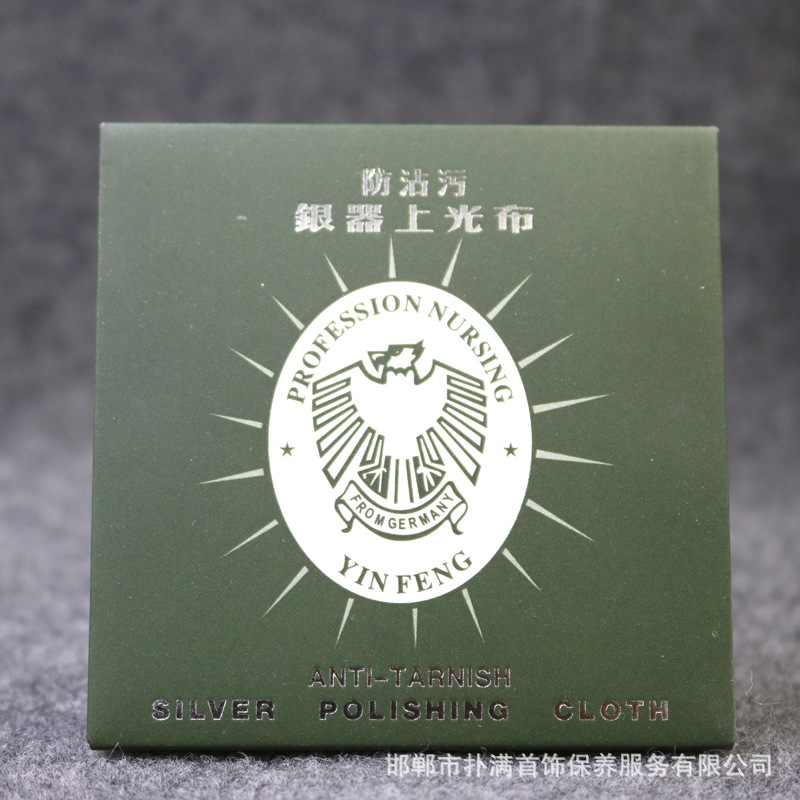 防沾污
銀器上光布
PROFESSION NURSING
FROM GERMANY
YIN FENG
ANTI-TARNISH
SILVER POLISHING CLOTH
邯郸市扑满首饰保养服务有限公司